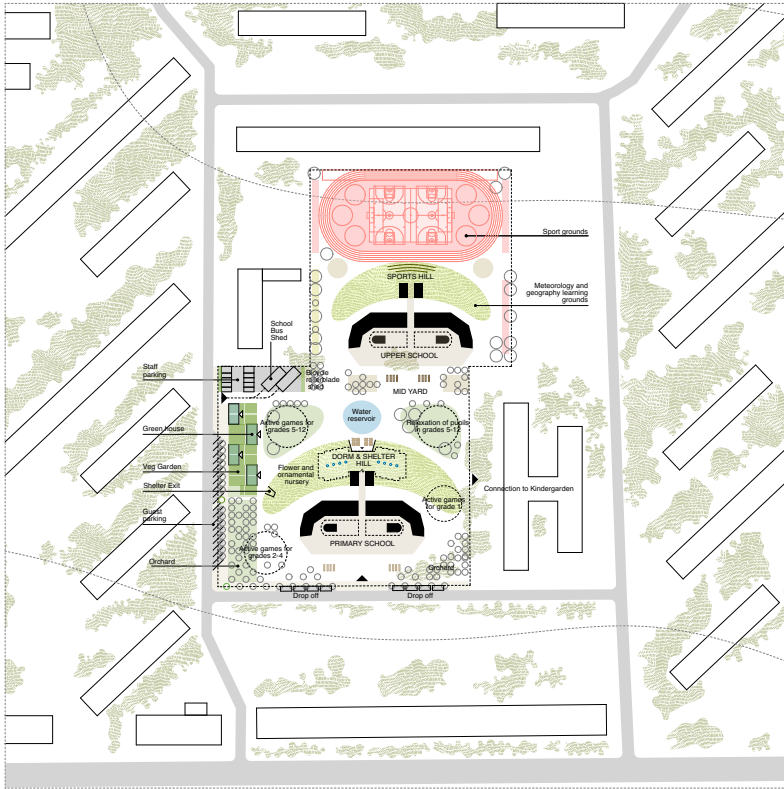 Sport grounds
SPORTS HILL
Meteorology and
geography learning
grounds
School
Bus
Shed
UPPER SCHOOL
Staff
parking
Bicycle
rollerblade
shed
MID YARD
Water
reservoir
Active games for
grades 5-12
Relaxation of pupils
in grades 5-12
Green house
DORM & SHELTER
HILL
Veg Garden
Flower and
ornamental
nursery
Shelter Exit
Connection to Kindergarden
Active games
for grade 1
Guest
parking
PRIMARY SCHOOL
Active games for
grades 2-4
Orchard
Orchard
Drop off
Drop off